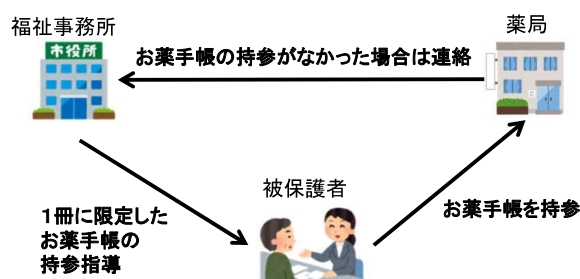 福祉事務所
市役所
薬局
お薬手帳の持参がなかった場合は連絡
被保護者
1冊に限定した
お薬手帳の
持参指導
お薬手帳を持参